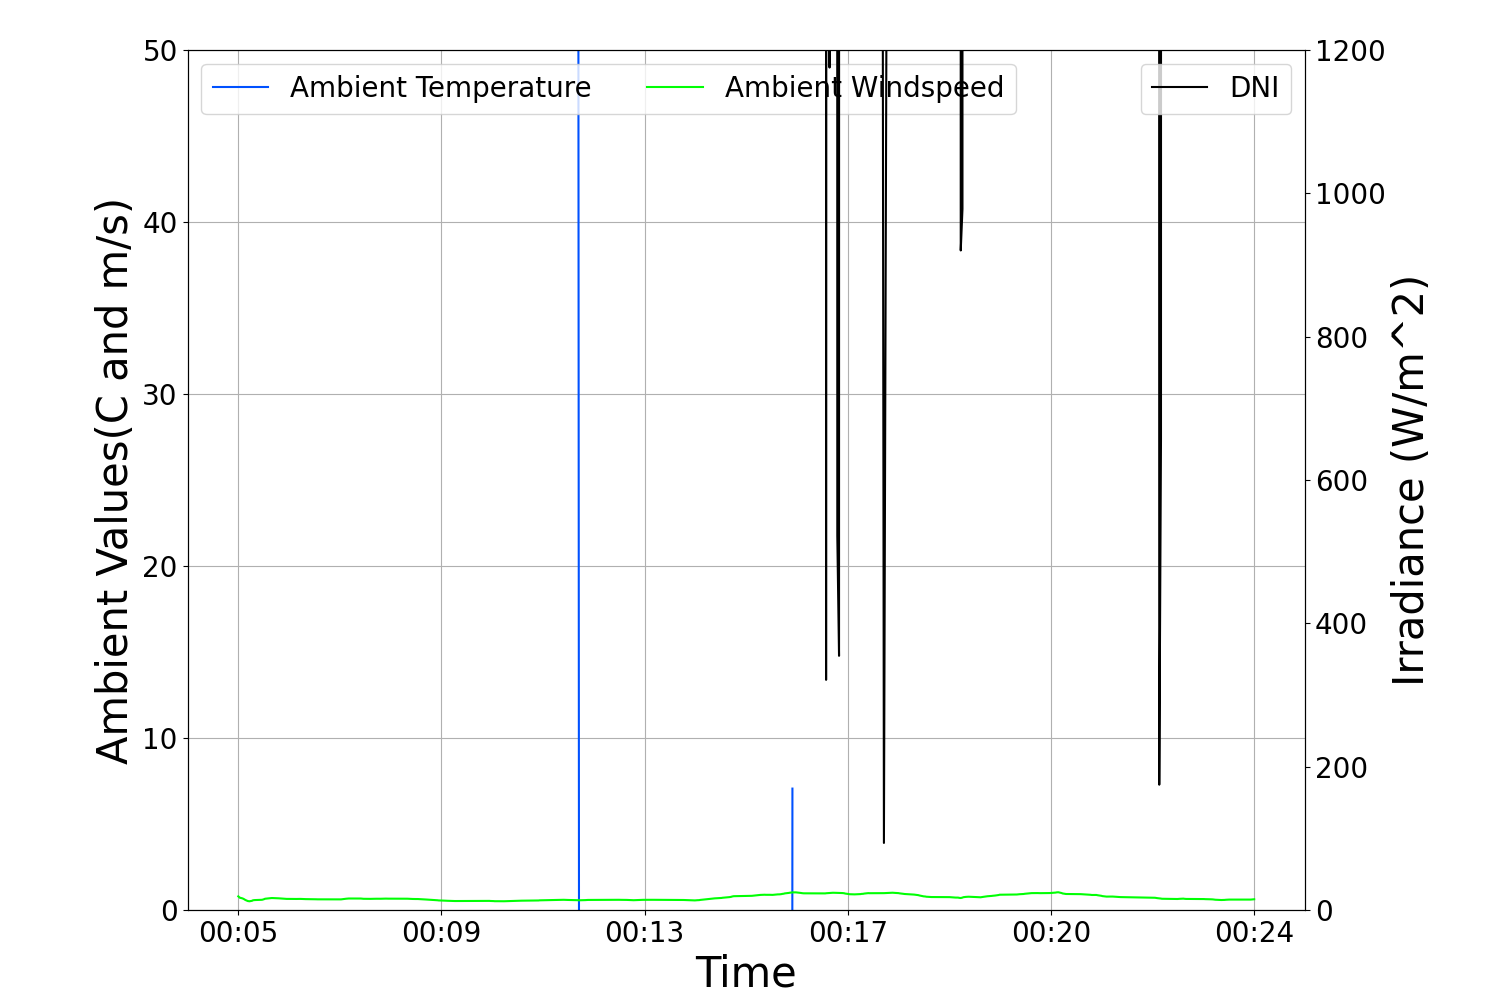 Ambient Temperature
Ambient Windspeed
DNI
Ambient Values(C and m/s)
50
40
30
20
10
0
1200
1000
800
600
400
200
0
Irradiance (W/m^2)
00:05 00:09 00:13 00:17 00:20 00:24
Time